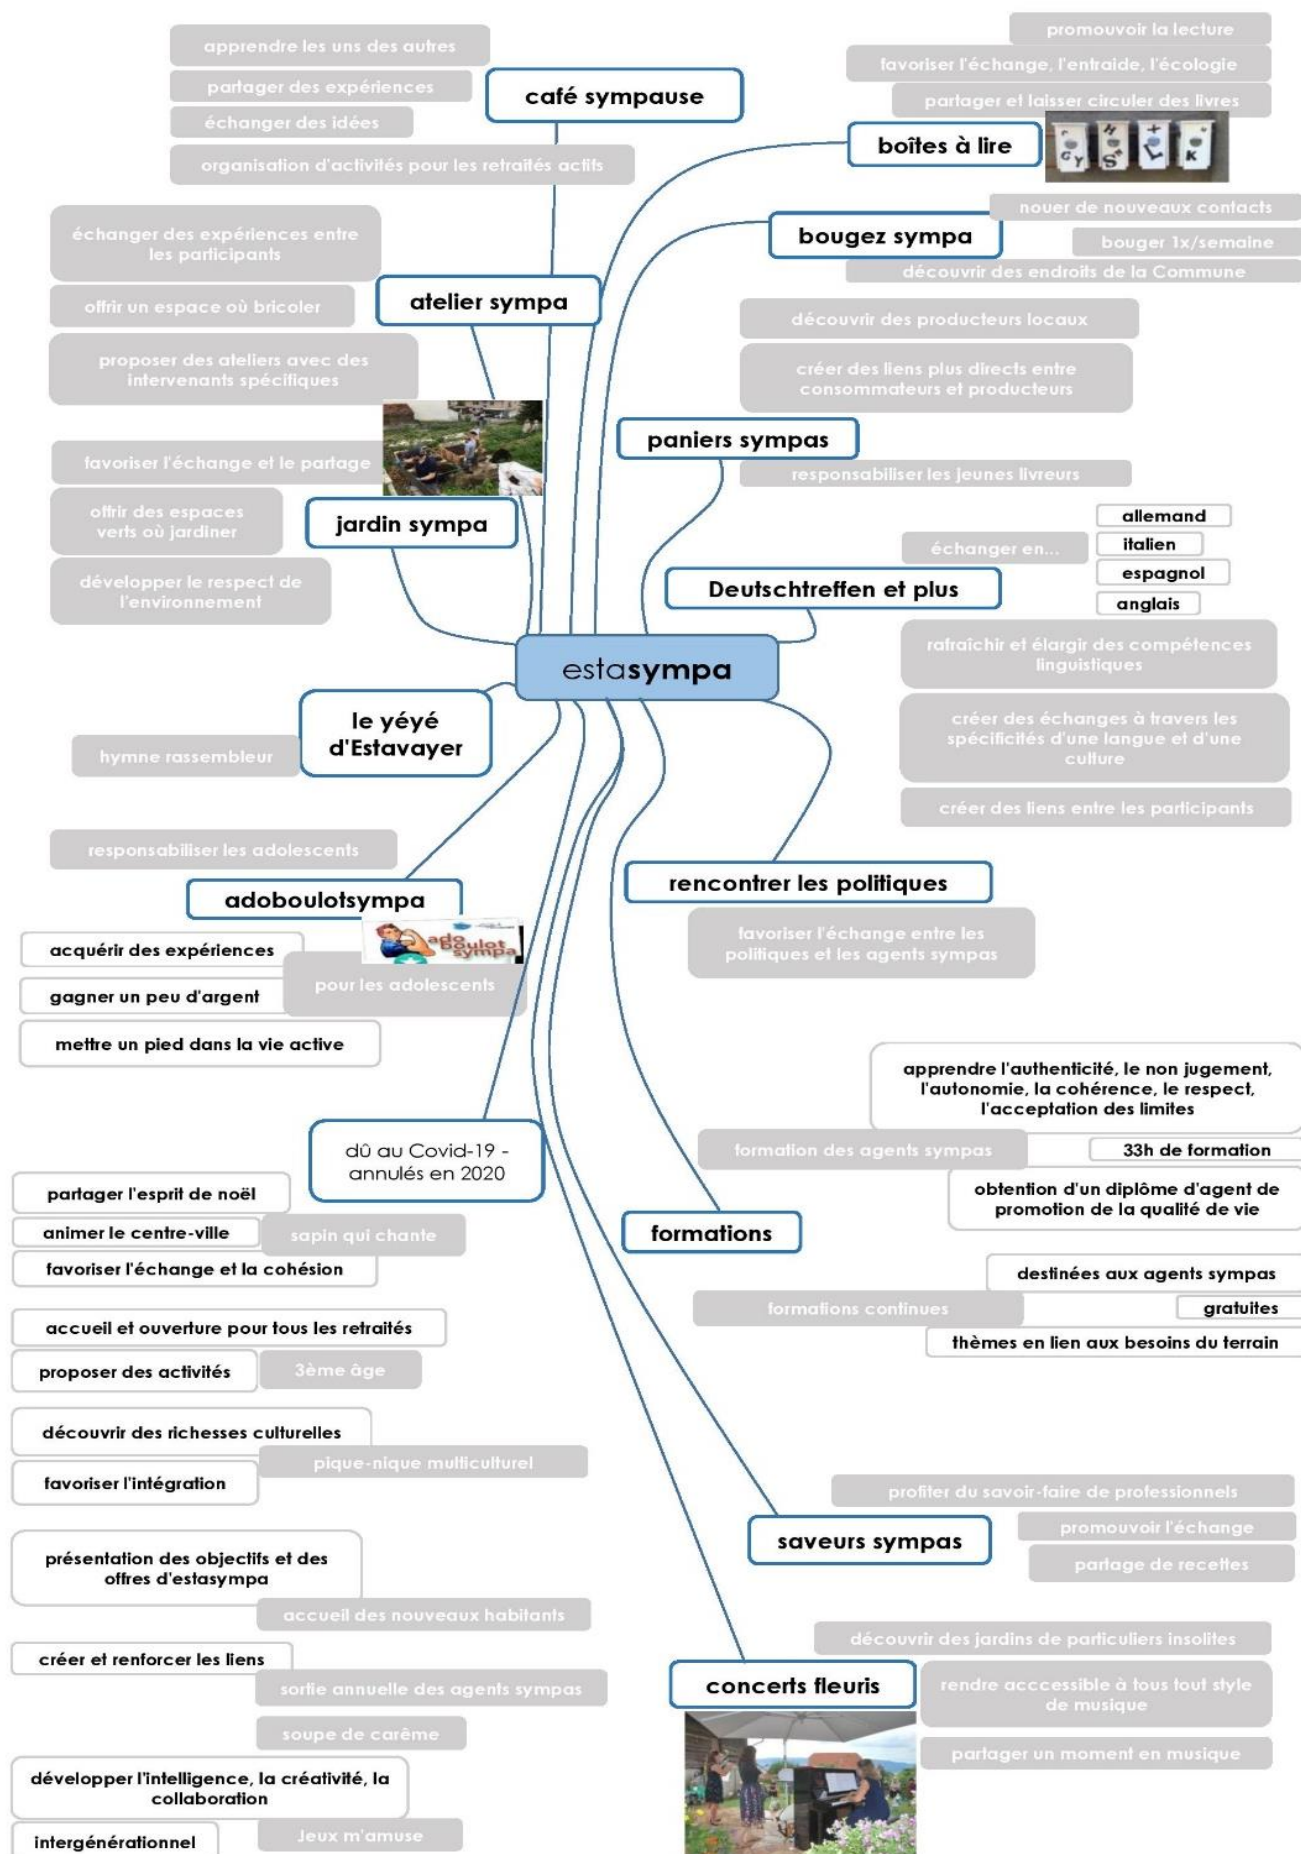 apprendre les uns des autres
partager des expériences
échanger des idées
organisation d'activités pour les retraités actifs
café sympause
promouvoir la lecture
favoriser l'échange, l'entraide, l'écologie
partager et laisser circuler des livres
boîtes à lire
nouer de nouveaux contacts
bougez sympa
bouger 1x/semaine
découvrir des endroits de la Commune
échanger des expériences entre
les participants
offrir un espace où bricoler
atelier sympa
proposer des ateliers avec des
intervenants spécifiques
découvrir des producteurs locaux
créer des liens plus directs entre
consommateurs et producteurs
paniers sympas
responsabiliser les jeunes livreurs
favoriser l'échange et le partage
offrir des espaces
verts où jardiner
jardin sympa
développer le respect de
l'environnement
allemand
échanger en...
italien
espagnol
anglais
Deutschtreffen et plus
rafraîchir et élargir des compétences
linguistiques
créer des échanges à travers les
spécificités d'une langue et d'une
culture
créer des liens entre les participants
estasympa
le yéyé
d'Estavayer
hymne rassembleur
responsabiliser les adolescents
adoboulotsympa
ado
boulot
sympa
acquérir des expériences
gagner un peu d'argent
pour les adolescents
mettre un pied dans la vie active
rencontrer les politiques
favoriser l'échange entre les
politiques et les agents sympas
apprendre l'authenticité, le non jugement,
l'autonomie, la cohérence, le respect,
l'acceptation des limites
formation des agents sympas
33h de formation
obtention d'un diplôme d'agent de
promotion de la qualité de vie
formations
destinées aux agents sympas
formations continues
gratuites
thèmes en lien aux besoins du terrain
dû au Covid-19 -
annulés en 2020
partager l'esprit de noël
animer le centre-ville
sapin qui chante
favoriser l'échange et la cohésion
accueil et ouverture pour tous les retraités
proposer des activités
3ème âge
découvrir des richesses culturelles
pique-nique multiculturel
favoriser l'intégration
présentation des objectifs et des
offres d'estasympa
accueil des nouveaux habitants
créer et renforcer les liens
sortie annuelle des agents sympas
soupe de carême
développer l'intelligence, la créativité, la
collaboration
Jeux m'amuse
intergénérationnel
profiter du savoir-faire de professionnels
saveurs sympas
promouvoir l'échange
partage de recettes
découvrir des jardins de particuliers insolites
concerts fleuris
rendre acccessible à tous tout style
de musique
partager un moment en musique